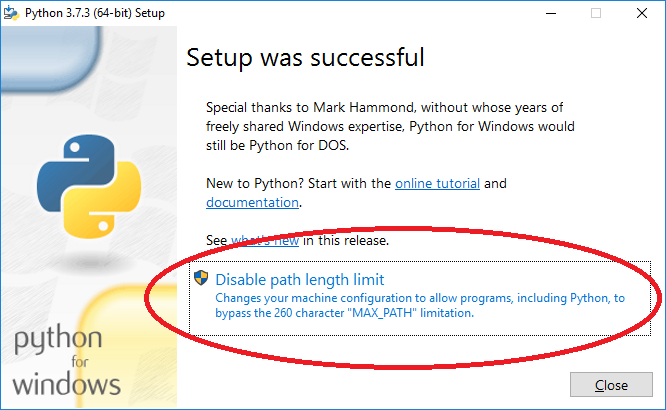 Python 3.7.3 (64-bit) Setup
Setup was successful
Special thanks to Mark Hammond, without whose years of
freely shared Windows expertise, Python for Windows would
still be Python for DOS.
New to Python? Start with the online tutorial and
documentation.
See what's new in this release.
Disable path length limit
Changes your machine configuration to allow programs, including Python, to
bypass the 260 character "MAX_PATH" limitation.
python
for
windows
Close